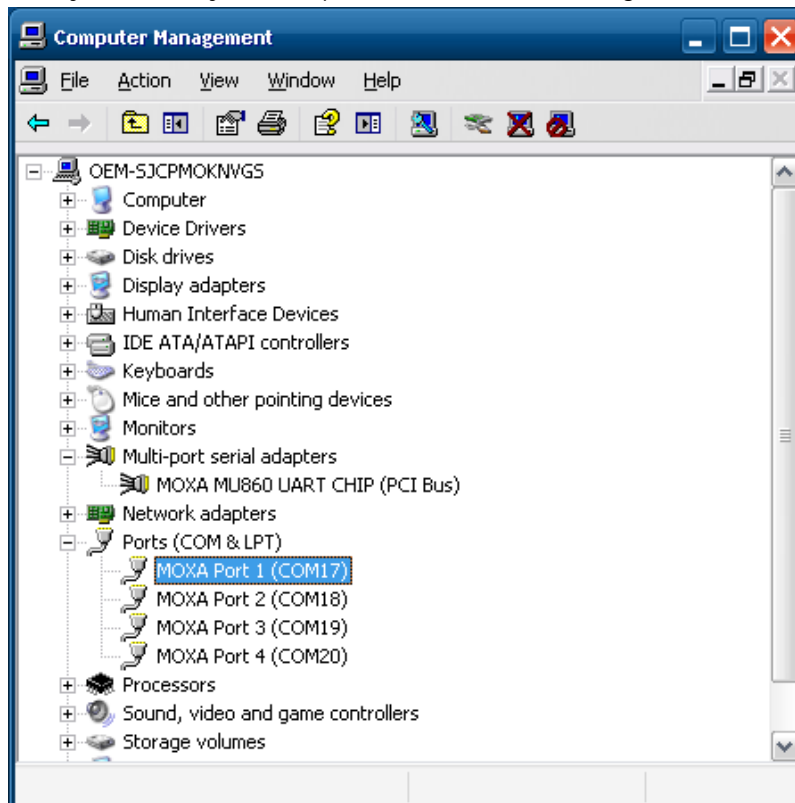 Computer Management
File Action View Window Help
OEM-SJCPMOKNVGS
Computer
Device Drivers
Disk drives
Display adapters
Human Interface Devices
IDE ATA/ATAPI controllers
Keyboards
Mice and other pointing devices
Monitors
Multi-port serial adapters
MOXA MU860 UART CHIP (PCI Bus)
Network adapters
Ports (COM & LPT)
MOXA Port 1 (COM17)
MOXA Port 2 (COM18)
MOXA Port 3 (COM19)
MOXA Port 4 (COM20)
Processors
Sound, video and game controllers
Storage volumes